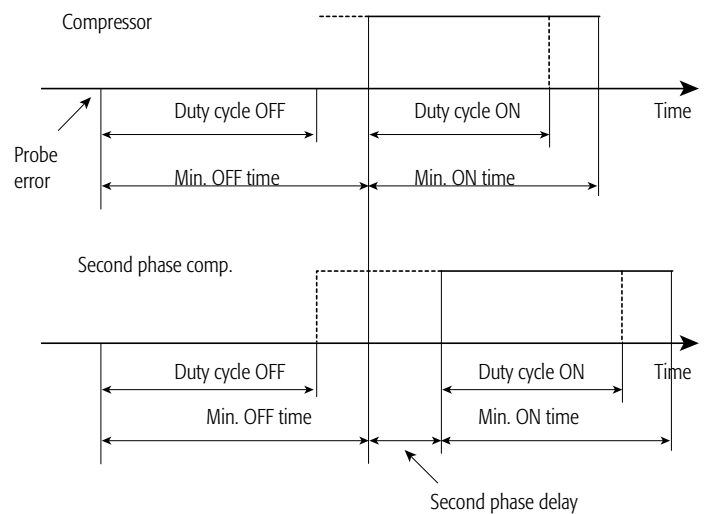 Compressor
Duty cycle OFF
Duty cycle ON
Time
Probe
error
Min. OFF time
Min. ON time
Second phase comp.
Duty cycle OFF
Duty cycle ON
Time
Min. OFF time
Min. ON time
Second phase delay